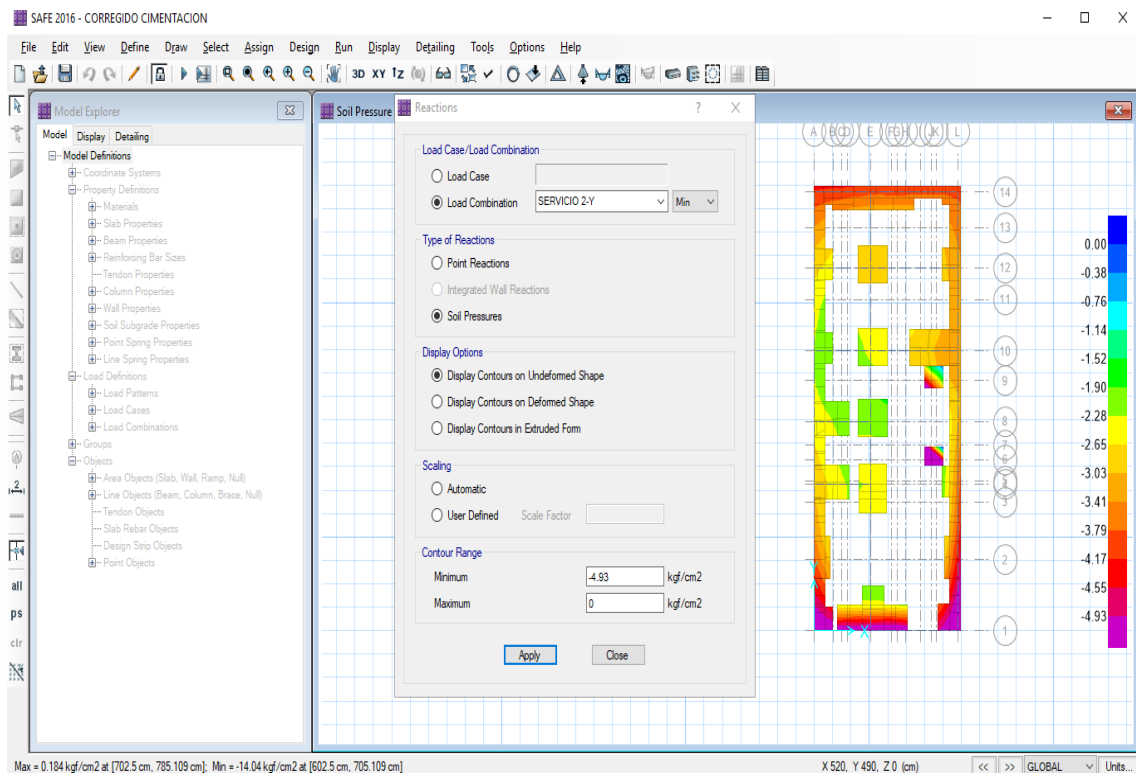 SAFE 2016 - CORREGIDO CIMENTACION
File Edit View Define Draw Select Assign Design Run Display Detailing Tools Options Help
3D XY
Model Explorer
Model Display Detailing
Model Definitions
Coordinate Systems
Property Definitions
Materials
Slab Properties
Beam Properties
Reinforcing Bar Sizes
Tendon Properties
Column Properties
Wall Properties
Soil Subgrade Properties
Point Spring Properties
Line Spring Properties
Load Definitions
Load Patterns
Load Cases
Load Combinations
Groups
Objects
Area Objects (Slab, Wall, Ramp, Null)
Line Objects (Beam, Column, Brace, Null)
Tendon Objects
Slab Rebar Objects
Design Strip Objects
Point Objects
all
ps
clr
Soil Pressure
Reactions
Load Case/Load Combination
Load Case
Load Combination SERVICIO 2-Y Min
Type of Reactions
Point Reactions
Integrated Wall Reactions
Soil Pressures
Display Options
Display Contours on Undeformed Shape
Display Contours on Deformed Shape
Display Contours in Extruded Form
Scaling
Automatic
User Defined Scale Factor
Contour Range
Minimum -4.93 kgf/cm2
Maximum 0 kgf/cm2
Apply Close
A B C D E F G H J K L
14
13
12
11
10
9
8
7
6
3
2
1
Y
X
0.00
-0.38
-0.76
-1.14
-1.52
-1.90
-2.28
-2.65
-3.03
-3.41
-3.79
-4.17
-4.55
-4.93
Max = 0.184 kgf/cm2 at [702.5 cm, 785.109 cm]; Min = -14.04 kgf/cm2 at [602.5 cm, 705.109 cm]
X 520, Y 490, Z 0 (cm)
<< >> GLOBAL Units...